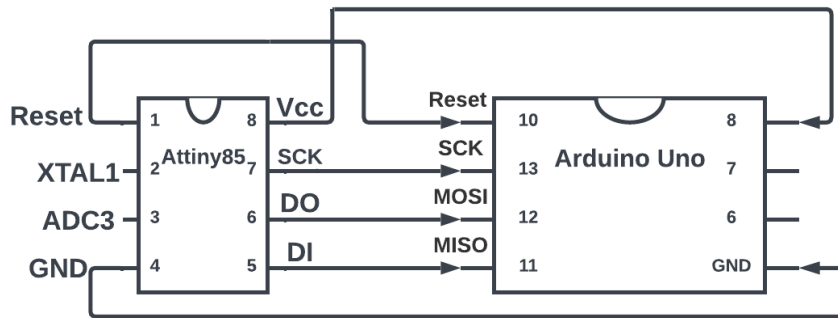 Reset
XTAL1
ADC3
GND
1
2
3
4
Attiny85
8
7
6
5
Vcc
SCK
DO
DI
Reset
SCK
MOSI
MISO
10
13
12
11
Arduino Uno
8
7
6
GND